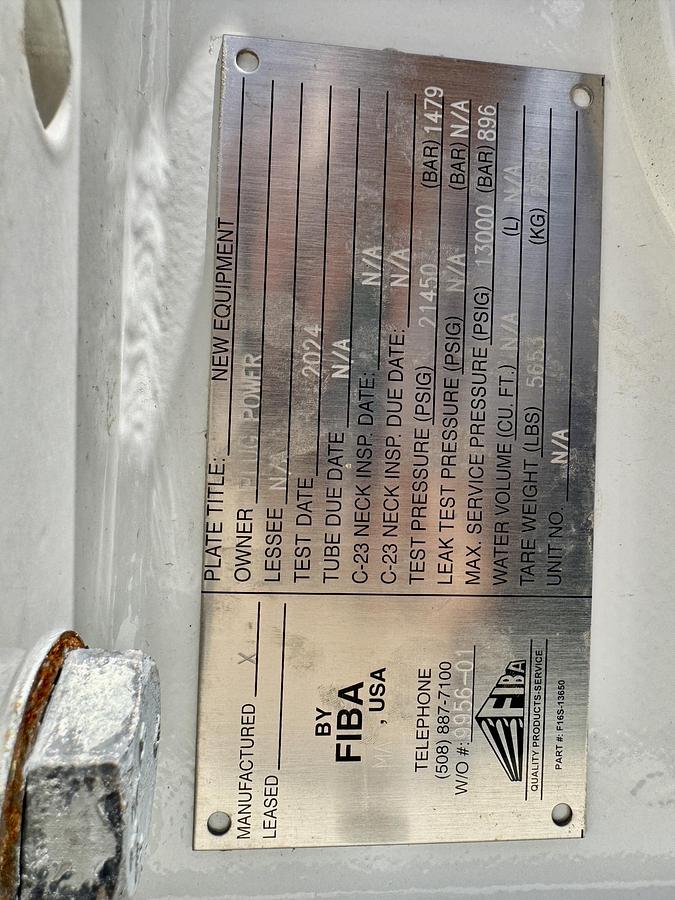 PLATE TITLE: NEW EQUIPMENT
OWNER PLUG POWER
LESSEE N/A
TEST DATE 2024
TUBE DUE DATE N/A
C-23 NECK INSP. DATE: N/A
C-23 NECK INSP. DUE DATE: N/A
TEST PRESSURE (PSIG) 21450 (BAR) 1479
LEAK TEST PRESSURE (PSIG) N/A (BAR) N/A
MAX. SERVICE PRESSURE (PSIG) 13000 (BAR) 896
WATER VOLUME (CU. FT.) N/A (L) N/A
TARE WEIGHT (LBS) 5653 (KG)
UNIT NO. N/A
MANUFACTURED X
LEASED
BY
FIBA
MA, USA
TELEPHONE
(508) 887-7100
W/O #: 9956-01
FIBA
QUALITY PRODUCTS-SERVICE
PART #: F16S-13650